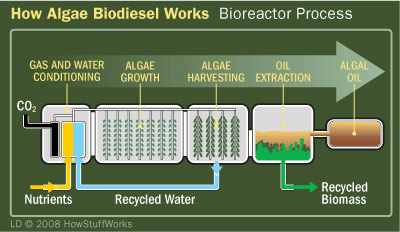 How Algae Biodiesel Works Bioreactor Process
GAS AND WATER
CONDITIONING
ALGAE
GROWTH
ALGAE
HARVESTING
OIL
EXTRACTION
ALGAL
OIL
CO2
Nutrients
Recycled Water
Recycled
Biomass
LD © 2008 HowStuffWorks